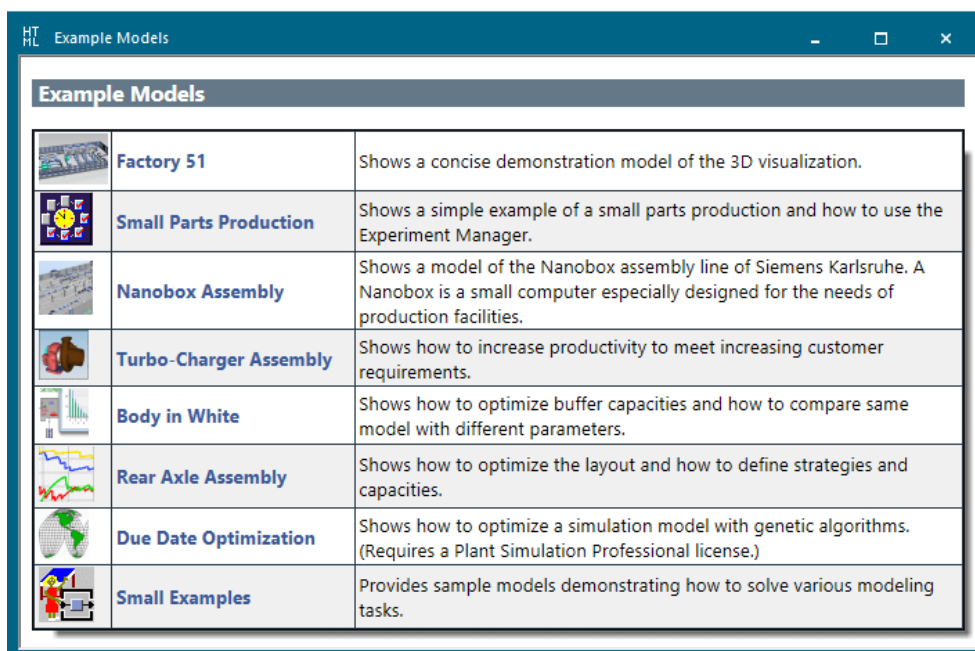 HTML Example Models
Example Models
Factory 51
Shows a concise demonstration model of the 3D visualization.
Small Parts Production
Shows a simple example of a small parts production and how to use the
Experiment Manager.
Nanobox Assembly
Shows a model of the Nanobox assembly line of Siemens Karlsruhe. A
Nanobox is a small computer especially designed for the needs of
production facilities.
Turbo-Charger Assembly
Shows how to increase productivity to meet increasing customer
requirements.
Body in White
Shows how to optimize buffer capacities and how to compare same
model with different parameters.
Rear Axle Assembly
Shows how to optimize the layout and how to define strategies and
capacities.
Due Date Optimization
Shows how to optimize a simulation model with genetic algorithms.
(Requires a Plant Simulation Professional license.)
Small Examples
Provides sample models demonstrating how to solve various modeling
tasks.